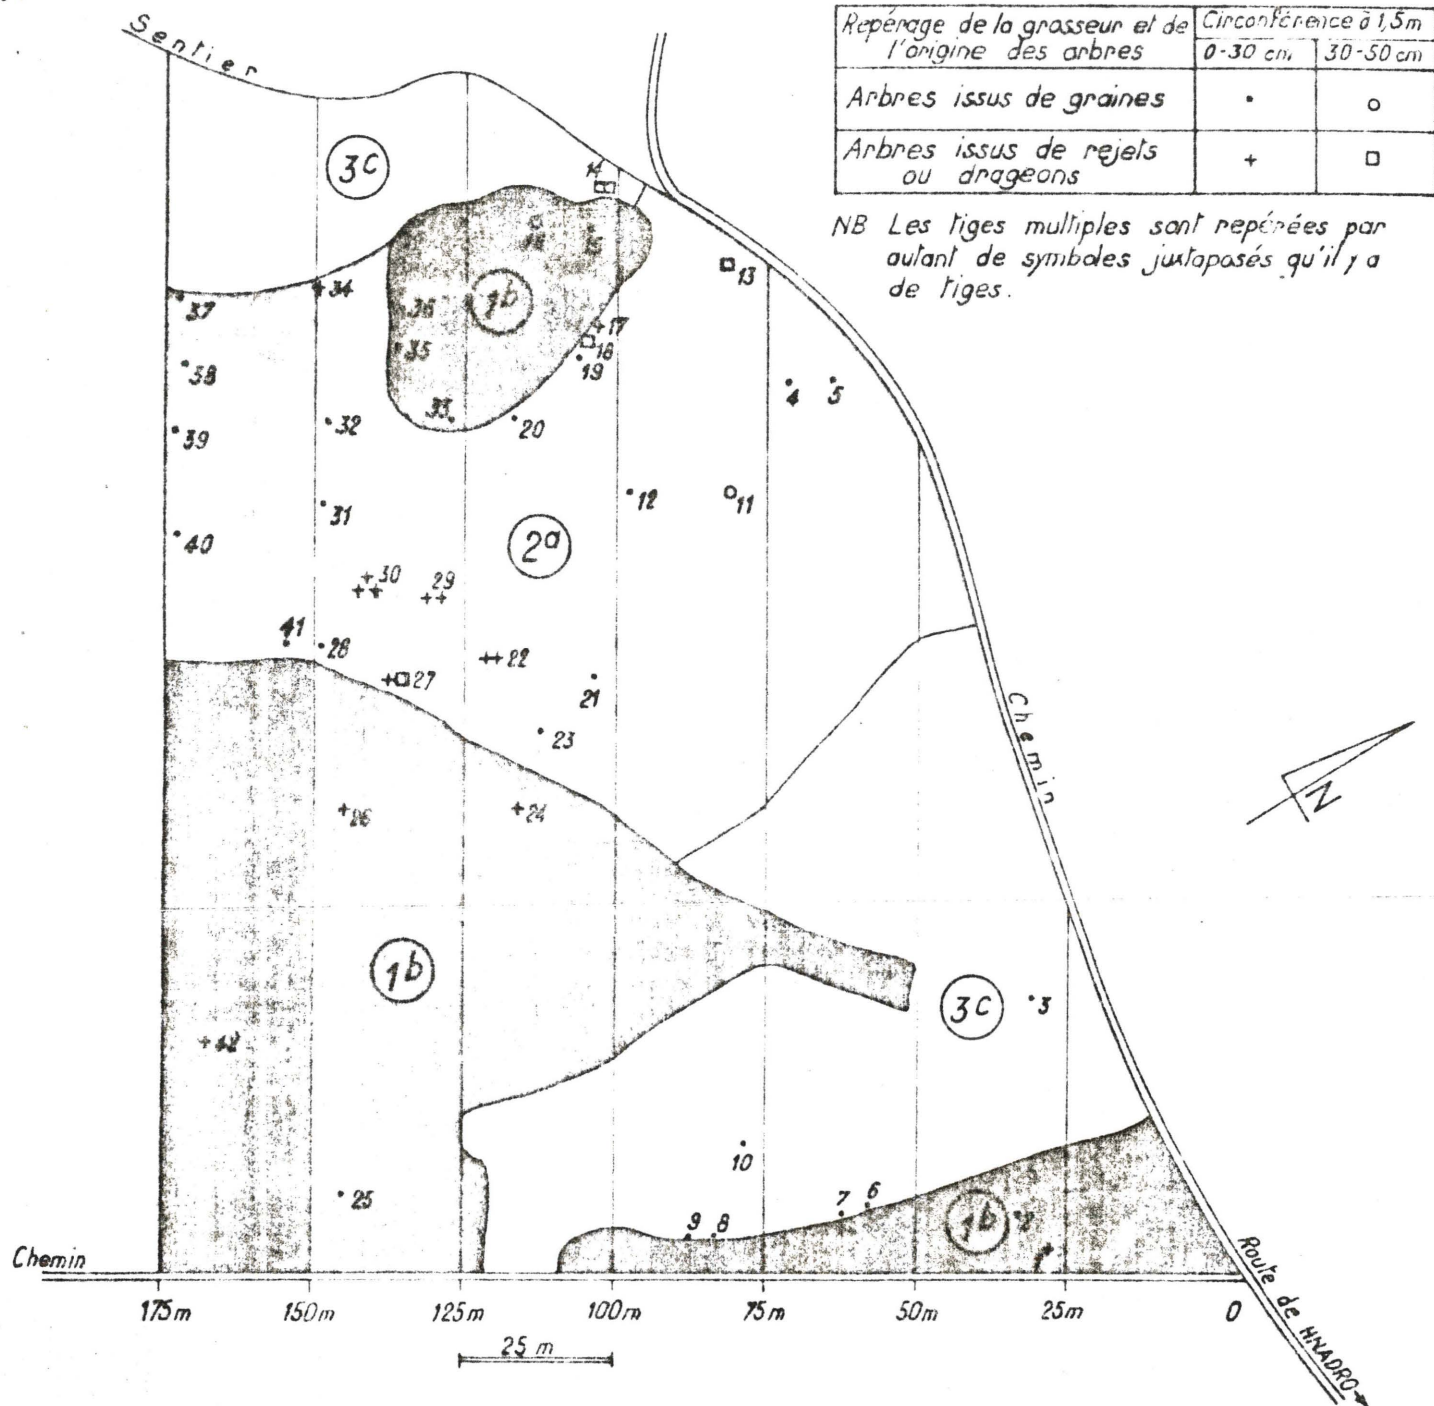 Sentier
Repérage de la grosseur et de
l'origine des arbres
Circonférence à 1,5m
0-30 cm
30-50 cm
Arbres issus de graines
Arbres issus de rejets
ou drageons
NB Les tiges multiples sont repérées par
autant de symboles juxtaposés qu'il y a
de tiges.
3c
14
15
13
37
34
36
1b
17
18
35
19
38
4
5
39
32
33
20
31
12
11
40
2a
30
29
41
28
22
27
21
23
Chemin
N
26
24
1b
3c
3
42
10
25
9
8
7
6
1b
2
Chemin
Route de HNADRO
175m
150m
125m
100m
75m
50m
25m
0
25 m